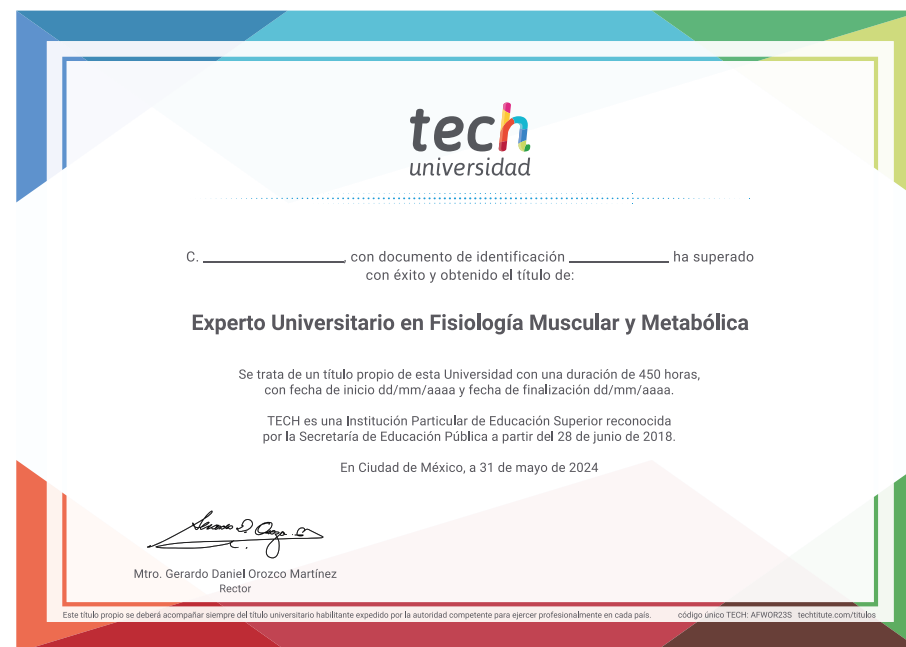 tech
universidad
C. ____________, con documento de identificación ____________ ha superado
con éxito y obtenido el título de:
Experto Universitario en Fisiología Muscular y Metabólica
Se trata de un título propio de esta Universidad con una duración de 450 horas,
con fecha de inicio dd/mm/aaaa y fecha de finalización dd/mm/aaaa.
TECH es una Institución Particular de Educación Superior reconocida
por la Secretaría de Educación Pública a partir del 28 de junio de 2018.
En Ciudad de México, a 31 de mayo de 2024
Mtro. Gerardo Daniel Orozco Martínez
Rector
Este título propio se deberá acompañar siempre del título universitario habilitante expedido por la autoridad competente para ejercer profesionalmente en cada país. código único TECH: AFWOR23S techtitute.com/titulos